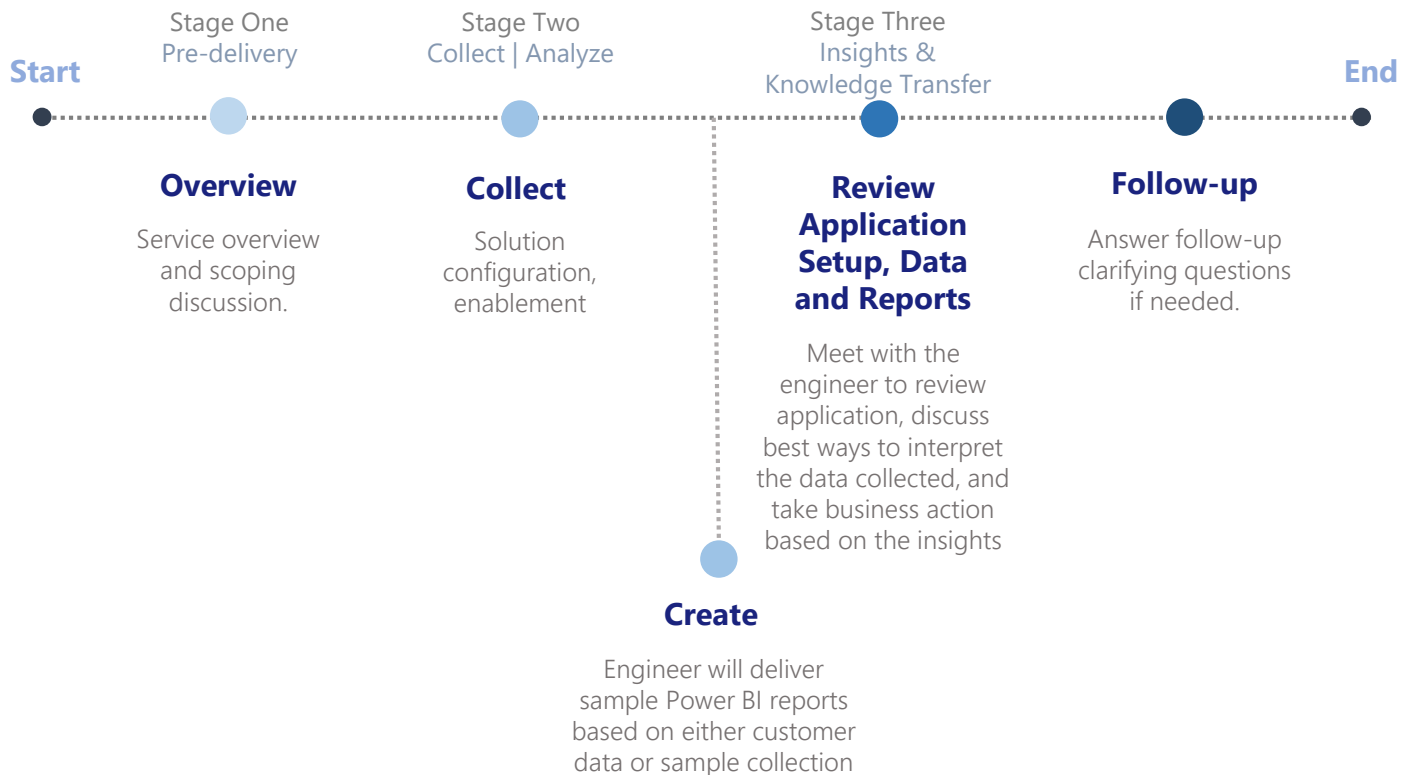 Start
Stage One
Pre-delivery
Overview
Service overview
and scoping
discussion.
Stage Two
Collect | Analyze
Collect
Solution
configuration,
enablement
Create
Engineer will deliver
sample Power BI reports
based on either customer
data or sample collection
Stage Three
Insights &
Knowledge Transfer
Review
Application
Setup, Data
and Reports
Meet with the
engineer to review
application, discuss
best ways to interpret
the data collected, and
take business action
based on the insights
Follow-up
Answer follow-up
clarifying questions
if needed.
End